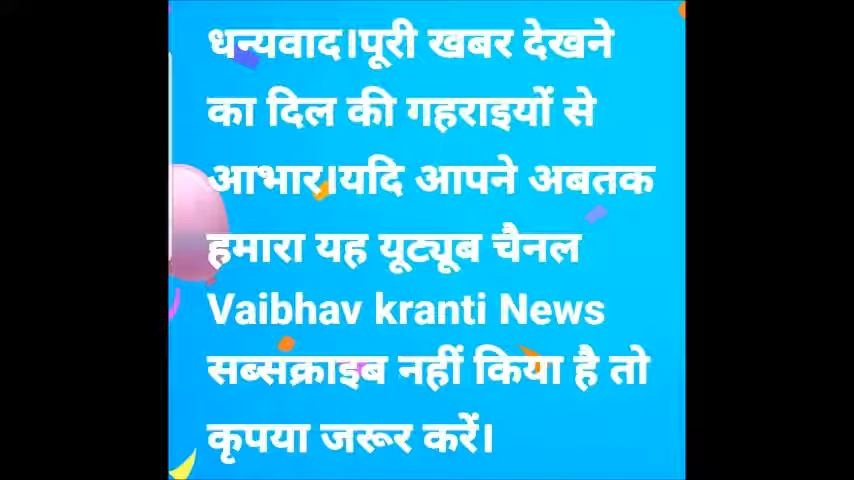 धन्यवाद।पूरी खबर देखने
का दिल की गहराइयों से
आभार।यदि आपने अबतक
हमारा यह यूट्यूब चैनल
Vaibhav kranti News
सब्सक्राइब नहीं किया है तो
कृपया जरूर करें।